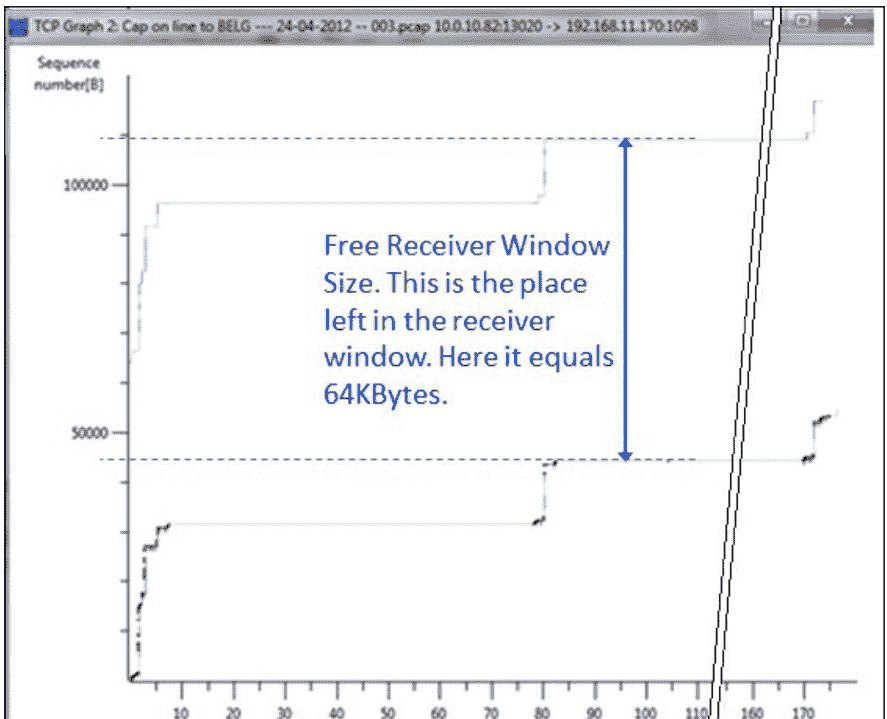 TCP Graph 2: Cap on line to BELG --- 24-04-2012 -- 003.pcap 10.0.10.82:13020 -> 192.168.11.170:1098
Sequence
number[B]
100000
Free Receiver Window
Size. This is the place
left in the receiver
window. Here it equals
64KBytes.
50000
10 20 30 40 50 60 70 80 90 100 110 160 170